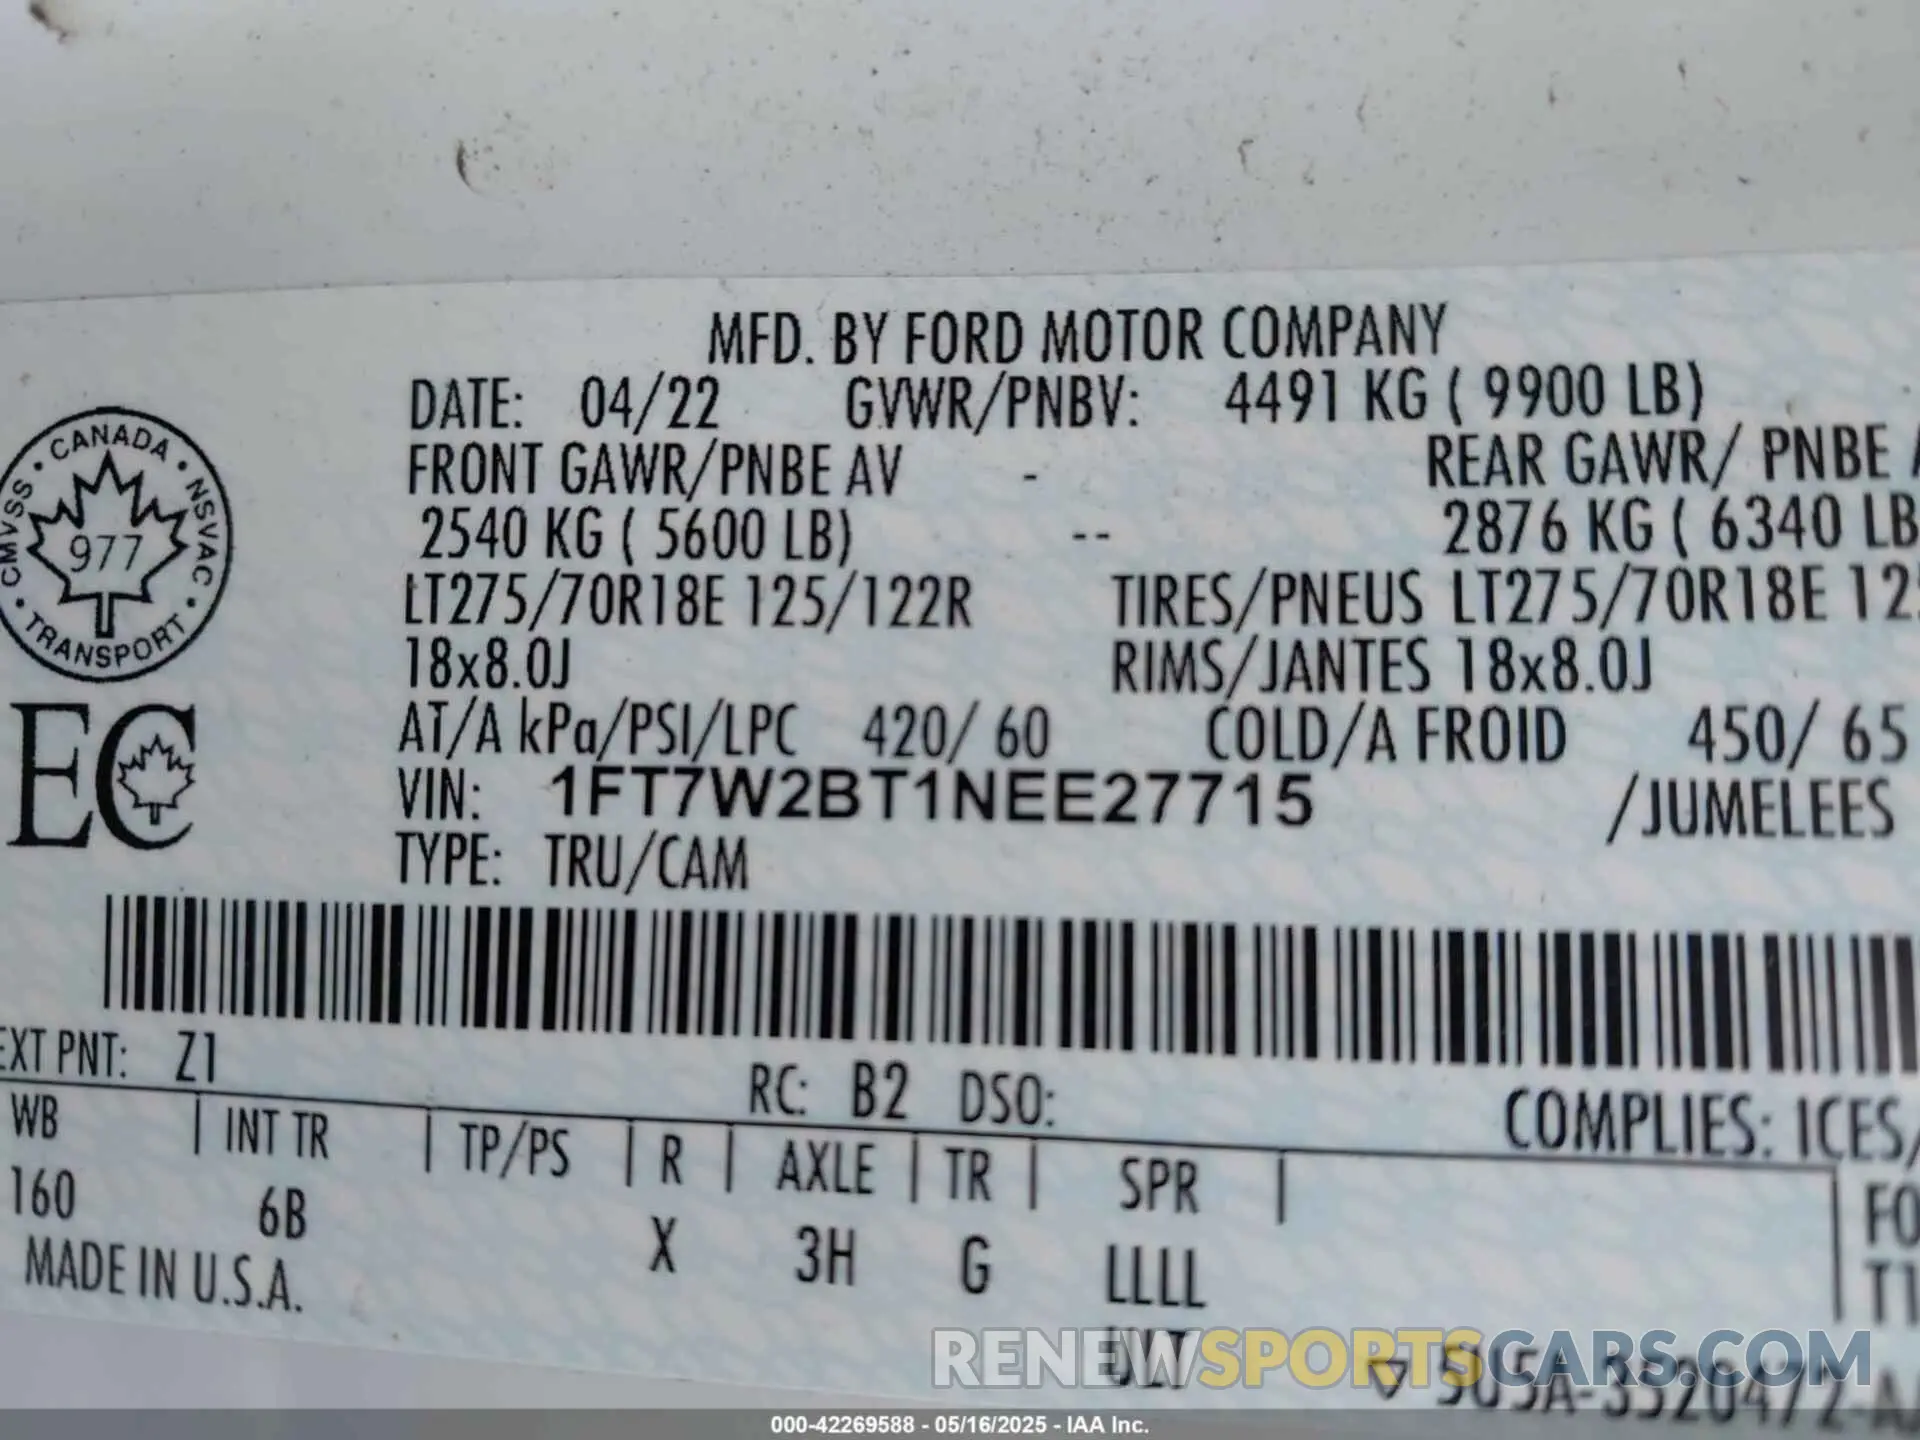 MFD. BY FORD MOTOR COMPANY
DATE: 04/22 GVWR/PNBV: 4491 KG ( 9900 LB)
FRONT GAWR/PNBE AV - REAR GAWR/ PNBE
2540 KG ( 5600 LB) -- 2876 KG ( 6340 LB
LT275/70R18E 125/122R TIRES/PNEUS LT275/70R18E
18x8.0J RIMS/JANTES 18x8.0J
AT/A kPa/PSI/LPC 420/ 60 COLD/A FROID 450/ 65
VIN: 1FT7W2BT1NEE27715 /JUMELEES
TYPE: TRU/CAM
CANADA
CMVSS • NSVAC
977
• TRANSPORT •
EC
EXT PNT: Z1 RC: B2 DSO:
COMPLIES: ICES/
WB | INT TR | TP/PS | R | AXLE | TR | SPR |
160 6B X 3H G LLLL
MADE IN U.S.A.
FO
T1
ULT
RENEWSPORTSCARS.COM
5U5A-3520472-A
000-42269588 - 05/16/2025 - IAA Inc.